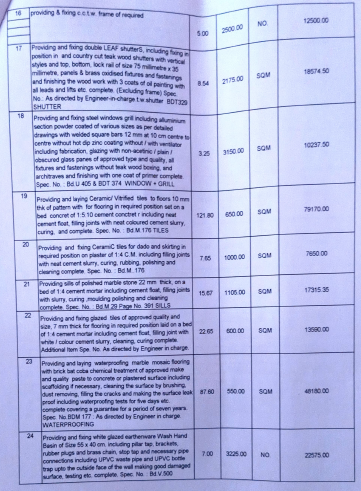 16 providing & fixing c.c.t.w. frame of required 5.00 2500.00 NO. 12500.00
17 Providing and fixing double LEAF shutterS, including fixing in
position in and country cut teak wood shutters with vertical
styles and top, bottom, lock rail of size 75 millimetre x 35
millimetre, panels & brass oxidised fixtures and fastenings
and finishing the wood work with 3 coats of oil painting with
all leads and lifts etc. complete. (Excluding frame) Spec.
No.: As directed by Engineer-in-charge t.w shutter BDT329
SHUTTER
8.54 2175.00 SQM 18574.50
18 Providing and fixing steel windows grill including alluminium
section powder coated of various sizes as per detailed
drawings with welded square bars 12 mm at 10 cm centre to
centre without hot dip zinc coating without / with ventilator
including fabrication, glazing with non-acetinic / plain /
obscured glass panes of approved type and quality, all
fixtures and fastenings without teak wood boxing, and
architraves and finishing with one coat of primer complete.
Spec. No. : Bd.U 405 & BDT 374 WINDOW + GRILL
3.25 3150.00 SQM 10237.50
19 Providing and laying Ceramic/ Vitrified tiles to floors 10 mm
thk of pattern with for flooring in required position set on a
bed concret of 1:5:10 cement conctret / including neat
cement float, filling joints with neat coloured cement slurry,
curing, and complete. Spec. No. : Bd.M.176 TILES
121.80 650.00 SQM 79170.00
20 Providing and fixing CeramiC tiles for dado and skirting in
required position on plaster of 1:4 C.M. including filling joints
with neat cement slurry, curing, rubbing, polishing and
cleaning complete. Spec. No. : Bd.M. 176
7.65 1000.00 SQM 7650.00
21 Providing sills of polished marble stone 22 mm thick, on a
bed of 1:4 cement mortar including cement float, filling joints
with slurry, curing ,moulding polishing and cleaning
complete. Spec. No. : Bd.M.29 Page No. 391 SILLS
15.67 1105.00 SQM 17315.35
22 Providing and fixing glazed tiles of approved quality and
size, 7 mm thick for flooring in required position laid on a bed
of 1:4 cement mortar including cement float, filling joint with
white / colour cement slurry, cleaning, curing complete.
Additional Item Spe. No. As directed by Engineer in charge.
22.65 600.00 SQM 13590.00
23 Providing and laying waterproofing marble mosaic flooring
with brick bat coba chemical treatment of approved make
and quality paste to concrete or plastered surface including
scaffolding if necessary, cleaning the surface by brushing,
dust removing, filling the cracks and making the surface leak
proof including waterproofing tests for five days etc.
complete covering a guarantee for a period of seven years.
Spec. No.BDM 177 : As directed by Engineer in charge.
WATERPROOFING
87.60 550.00 SQM 48180.00
24 Providing and fixing white glazed earthenware Wash Hand
Basin of Size 55 x 40 cm. including pillar tap, brackets,
rubber plugs and brass chain, stop tap and necessary pipe
connections including UPVC waste pipe and UPVC bottle
trap upto the outside face of the wall making good damaged
surface, testing etc. complete. Spec. No. : Bd.V.500
7.00 3225.00 NO. 22575.00